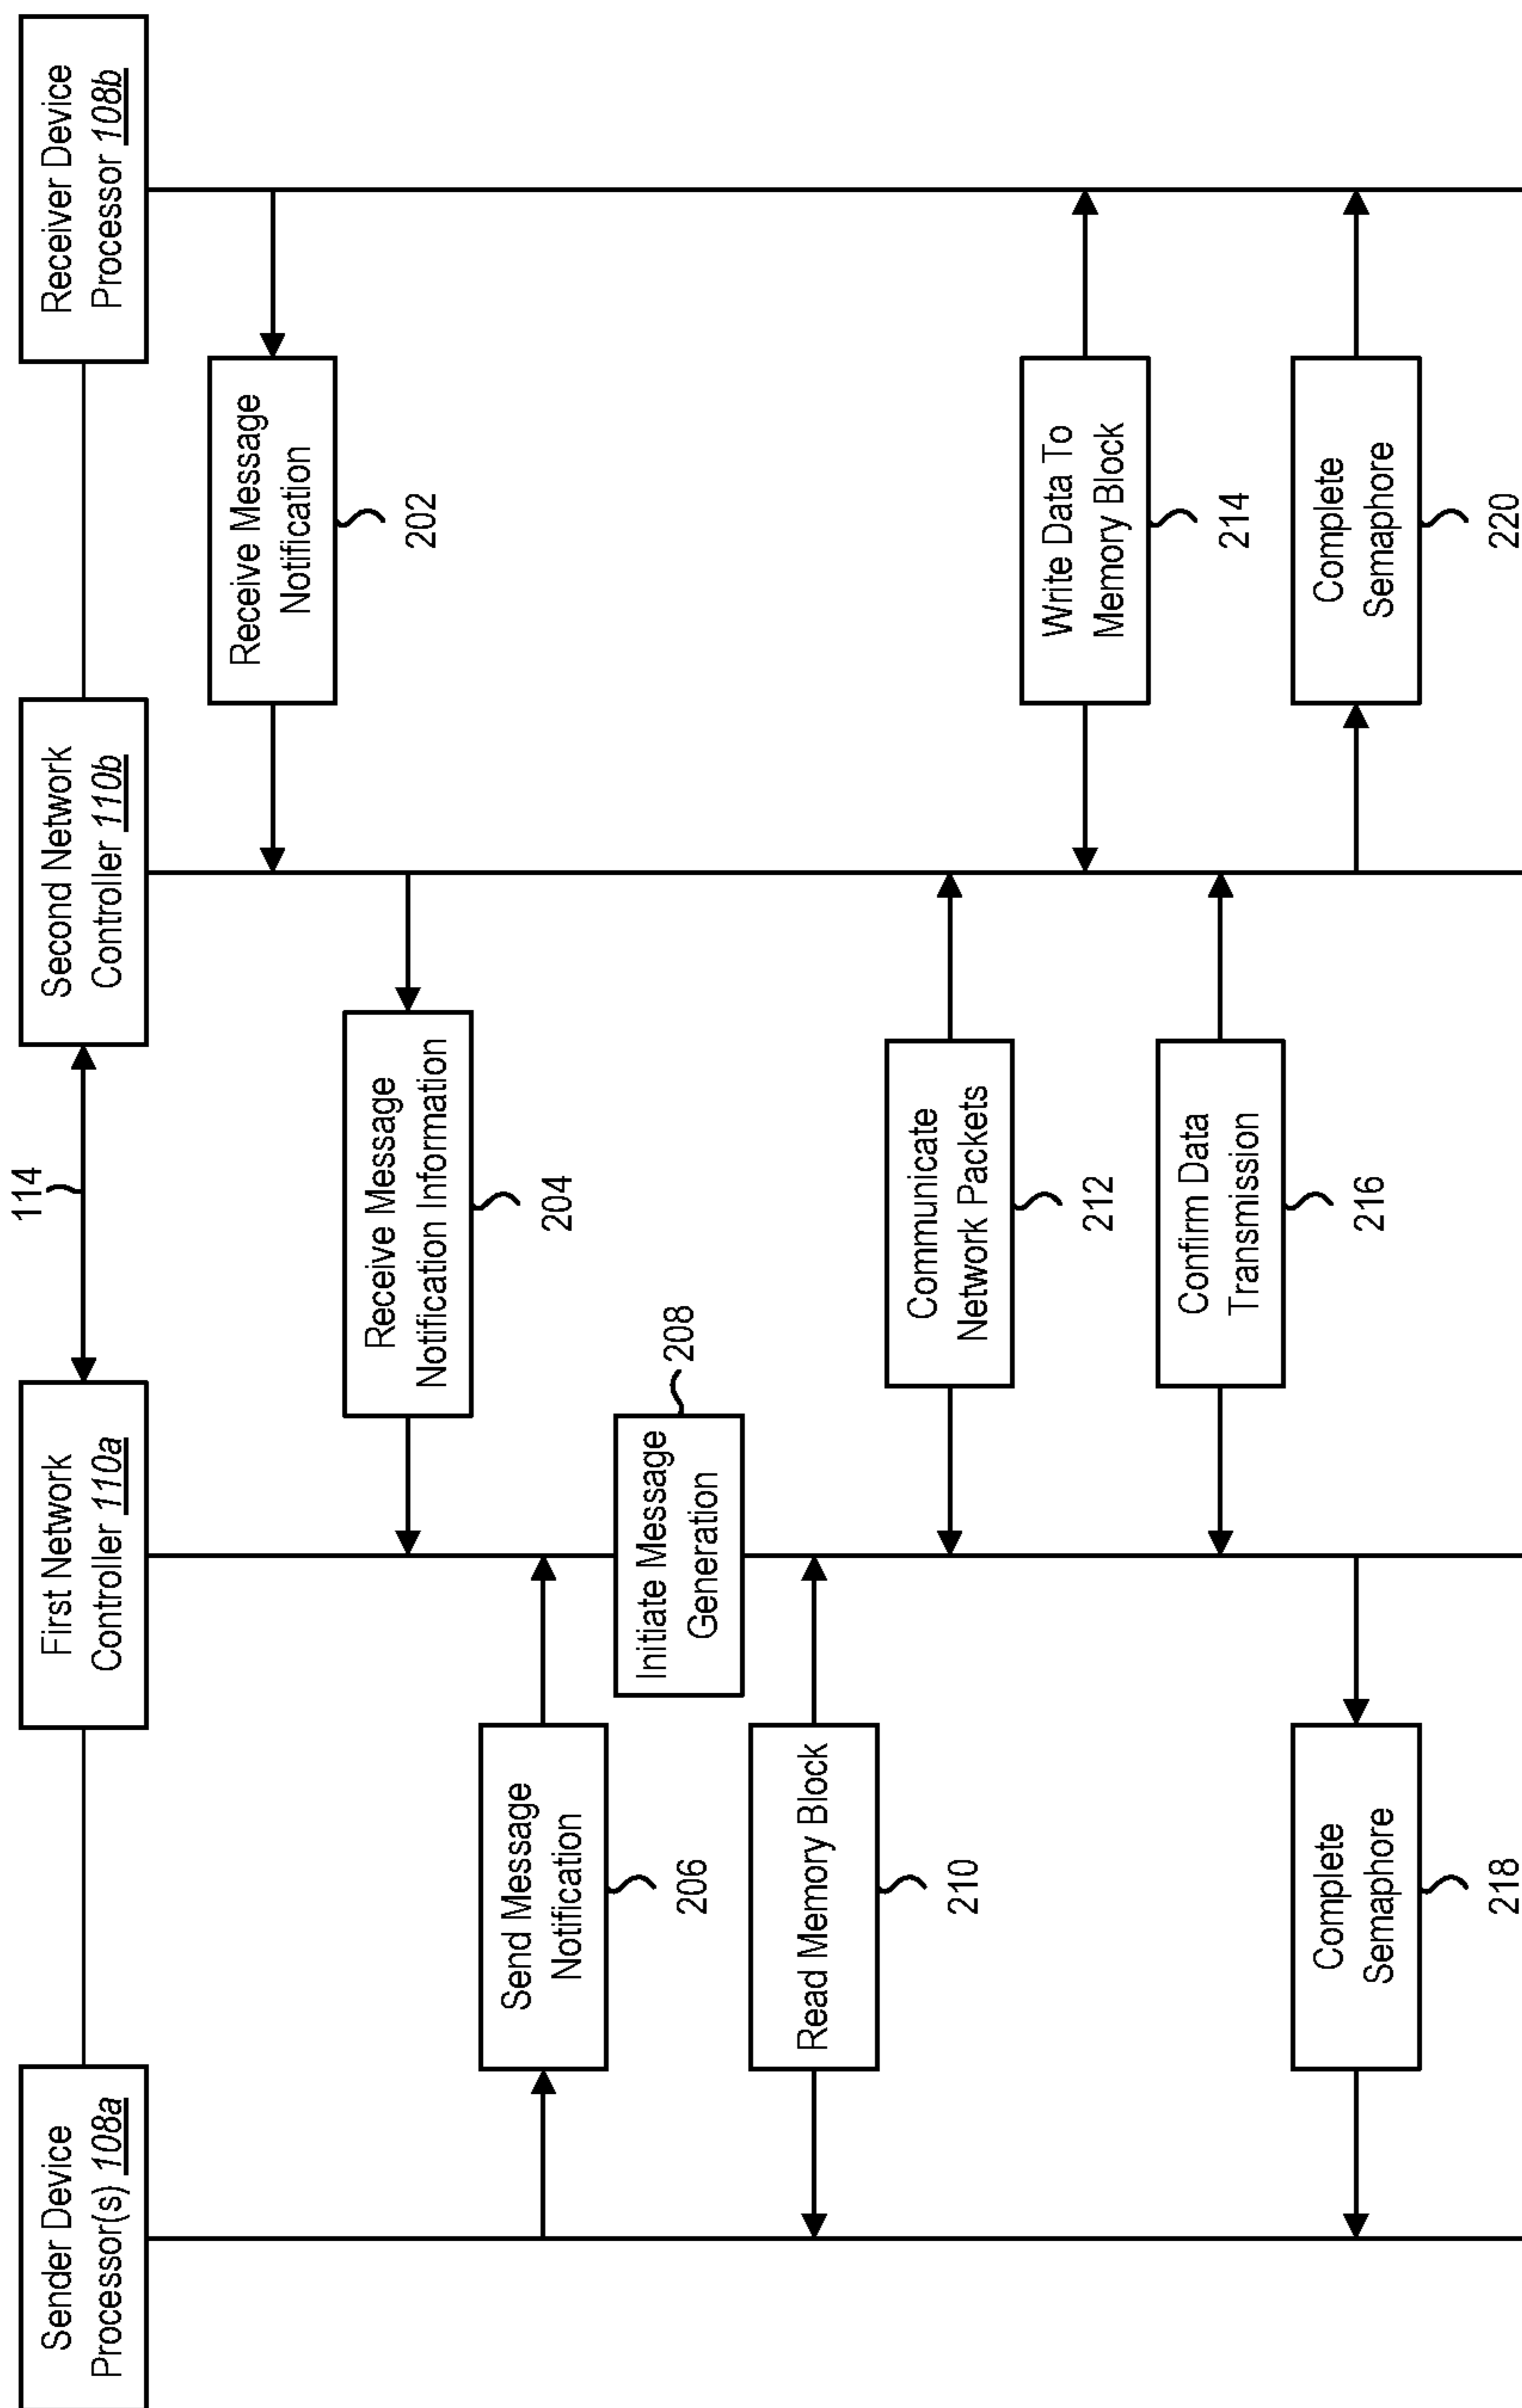 Sender Device
Processor(s) 108a
First Network
Controller 110a
114
Second Network
Controller 110b
Receiver Device
Processor 108b
Receive Message
Notification
202
Receive Message
Notification Information
204
Send Message
Notification
206
Initiate Message
Generation
208
Read Memory Block
210
Communicate
Network Packets
212
Write Data To
Memory Block
214
Confirm Data
Transmission
216
Complete
Semaphore
218
Complete
Semaphore
220